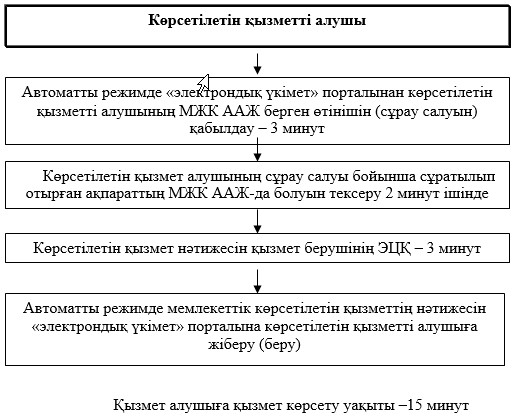 Көрсетілетін қызметті алушы
Автоматты режимде «электрондық үкімет» порталынан көрсетілетін
қызметті алушының МЖК ААЖ берген өтінішін (сұрау салуын)
қабылдау – 3 минут
Көрсетілетін қызмет алушының сұрау салуы бойынша сұратылып
отырған ақпараттың МЖК ААЖ-да болуын тексеру 2 минут ішінде
Көрсетілетін қызмет нәтижесін қызмет берушінің ЭЦҚ – 3 минут
Автоматты режимде мемлекеттік көрсетілетін қызметтің нәтижесін
«электрондық үкімет» порталына көрсетілетін қызметті алушыға
жіберу (беру)
Қызмет алушыға қызмет көрсету уақыты –15 минут